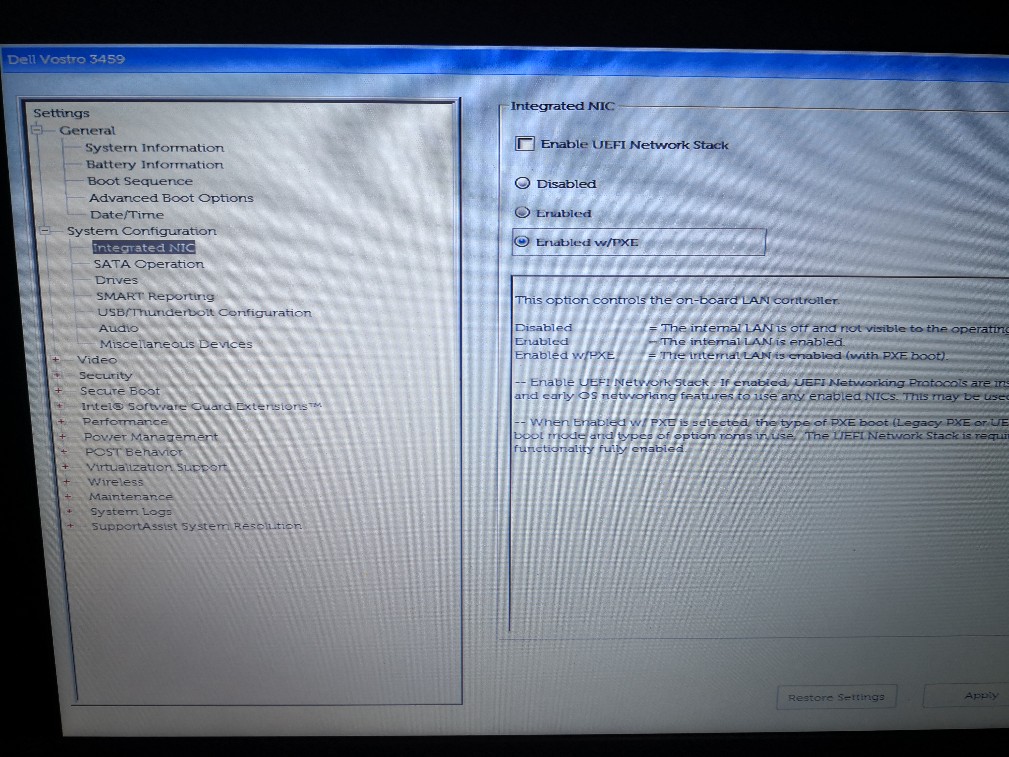 Dell Vostro 3459
Settings
General
System Information
Battery Information
Boot Sequence
Advanced Boot Options
Date/Time
System Configuration
Integrated NIC
SATA Operation
Drives
SMART Reporting
USB/Thunderbolt Configuration
Audio
Miscellaneous Devices
Video
Security
Secure Boot
Intel® Software Guard Extensions™
Performance
Power Management
POST Behavior
Virtualization Support
Wireless
Maintenance
System Logs
SupportAssist System Resolution
Integrated NIC
Enable UEFI Network Stack
Disabled
Enabled
Enabled w/PXE
This option controls the on-board LAN controller.
Disabled = The internal LAN is off and not visible to the operating
Enabled = The internal LAN is enabled.
Enabled w/PXE = The internal LAN is enabled (with PXE boot).
-- Enable UEFI Network Stack: If enabled, UEFI Networking Protocols are ins
and early OS networking features to use any enabled NICs. This may be used
-- When Enabled w/ PXE is selected, the type of PXE boot (Legacy PXE or UE
boot mode and types of option roms in use. The UEFI Network Stack is requi
functionality fully enabled.
Restore Settings
Apply